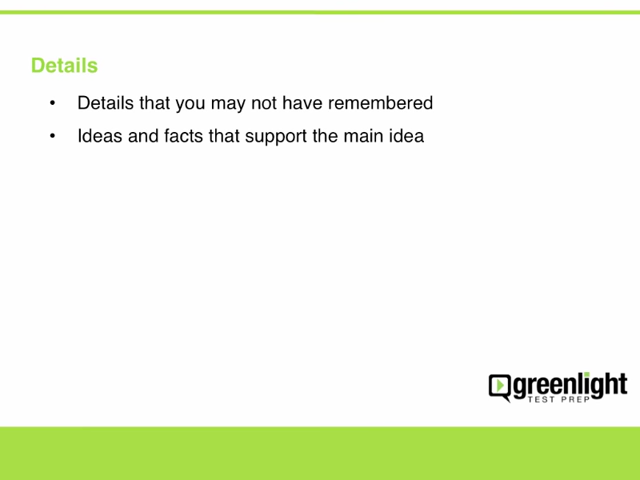 Details
• Details that you may not have remembered
• Ideas and facts that support the main idea
greenlight
TEST PREP